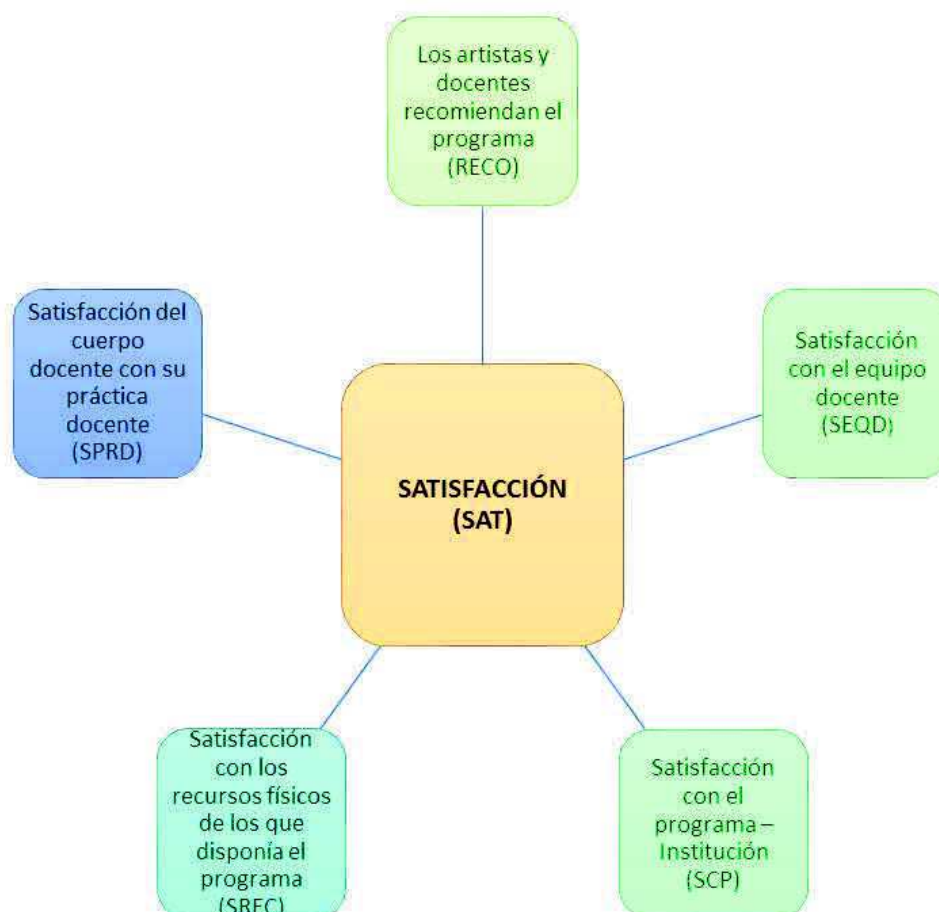 Los artistas y
docentes
recomiendan el
programa
(RECO)
Satisfacción del
cuerpo
docente con su
práctica
docente
(SPRD)
Satisfacción
con el equipo
docente
(SEQD)
SATISFACCIÓN
(SAT)
Satisfacción
con los
recursos físicos
de los que
disponía el
programa
(SREC)
Satisfacción
con el
programa –
Institución
(SCP)